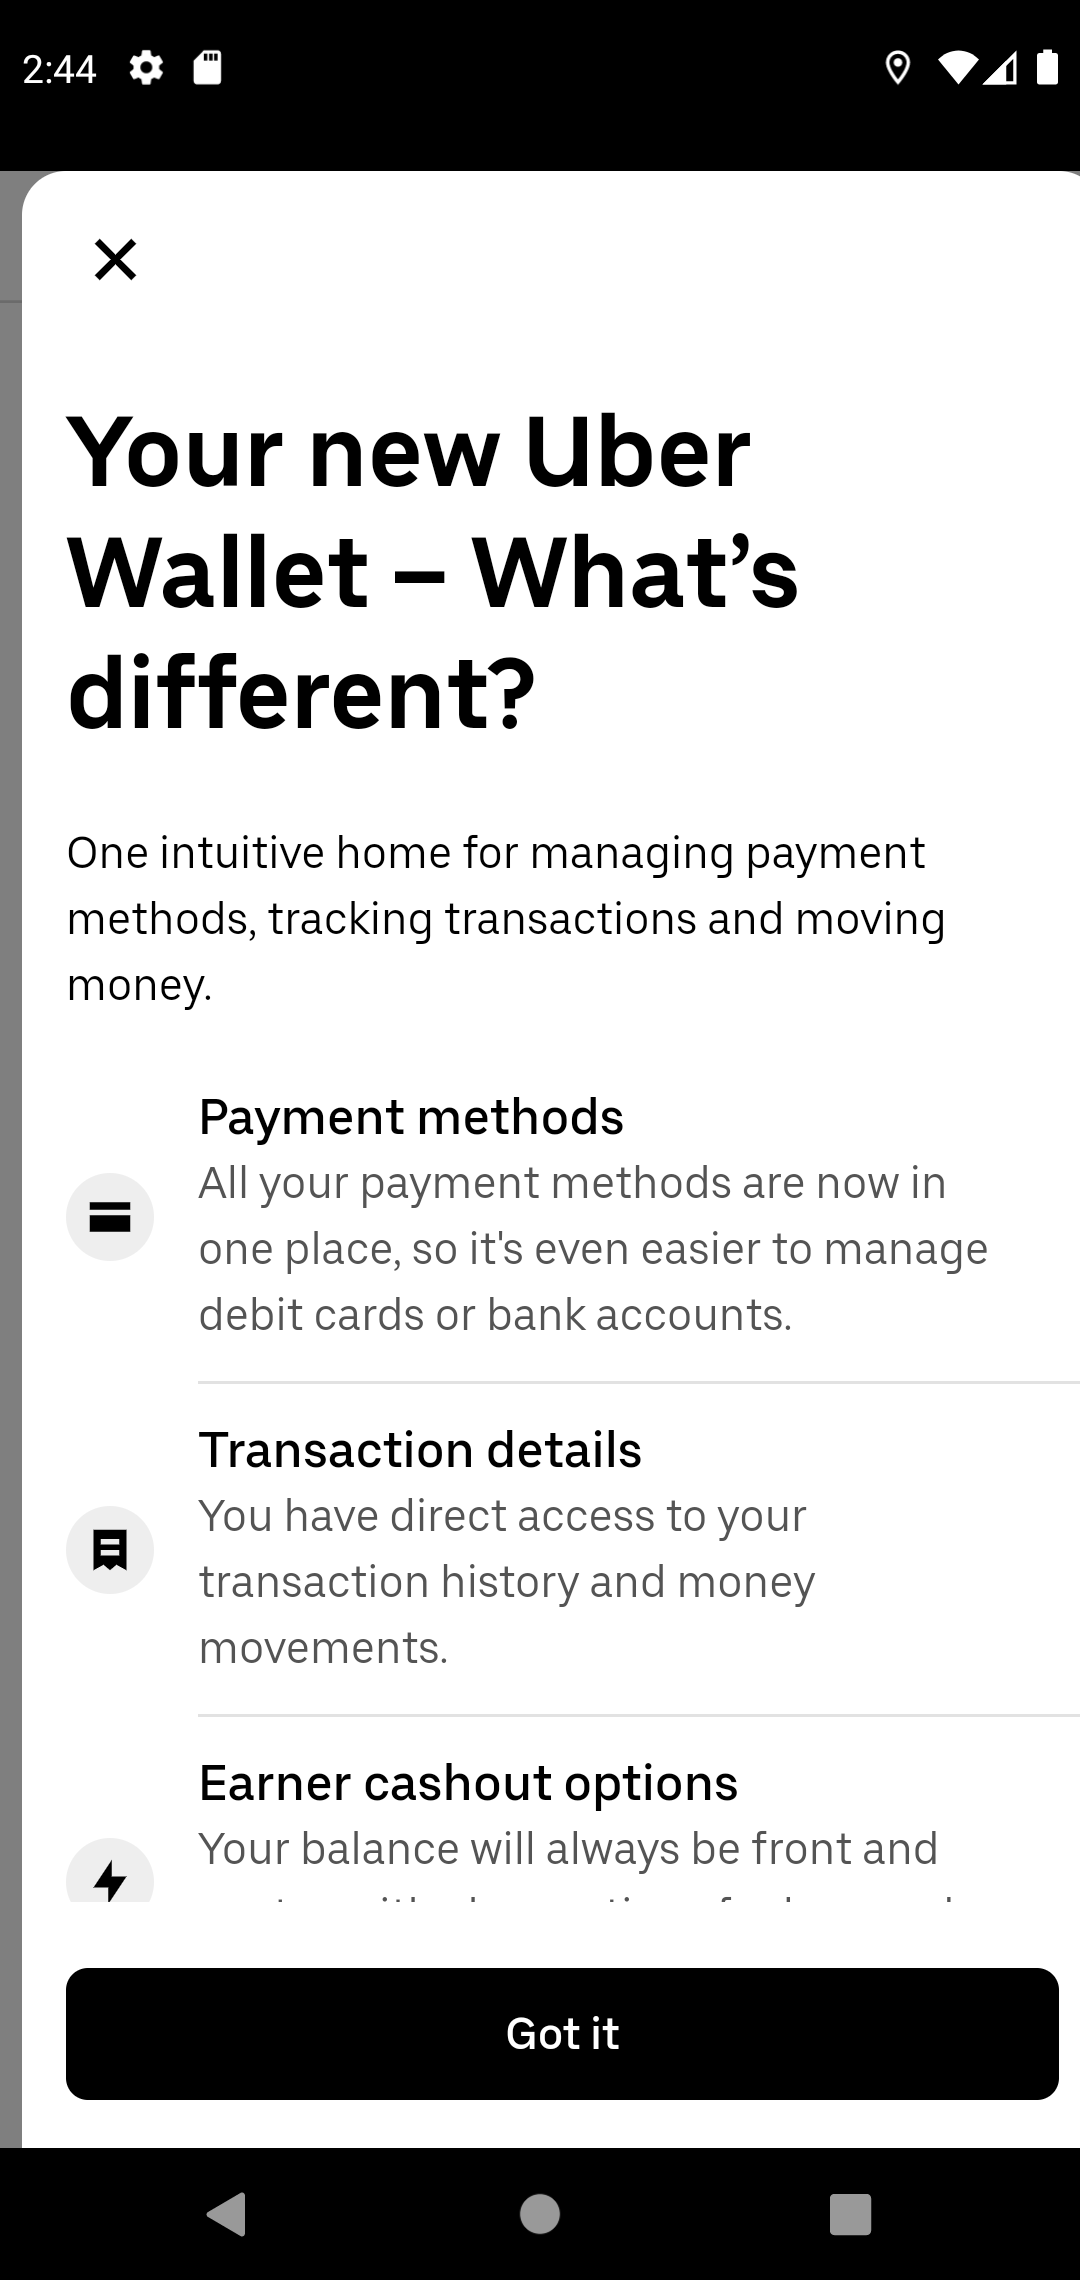 2:44
Your new Uber
Wallet – What’s
different?
One intuitive home for managing payment
methods, tracking transactions and moving
money.
Payment methods
All your payment methods are now in
one place, so it's even easier to manage
debit cards or bank accounts.
Transaction details
You have direct access to your
transaction history and money
movements.
Earner cashout options
Your balance will always be front and
Got it